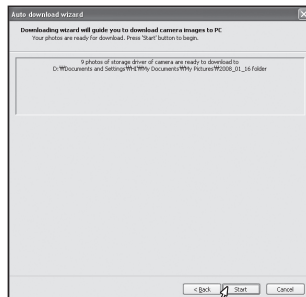 Auto download wizard
Downloading wizard will guide you to download camera images to PC
Your photos are ready for download. Press 'Start' button to begin.
9 photos of storage driver of camera are ready to download to
D:₩Documents and Settings₩HI₩My Documents₩My Pictures₩2008_01_16 folder
< Back
Start
Cancel